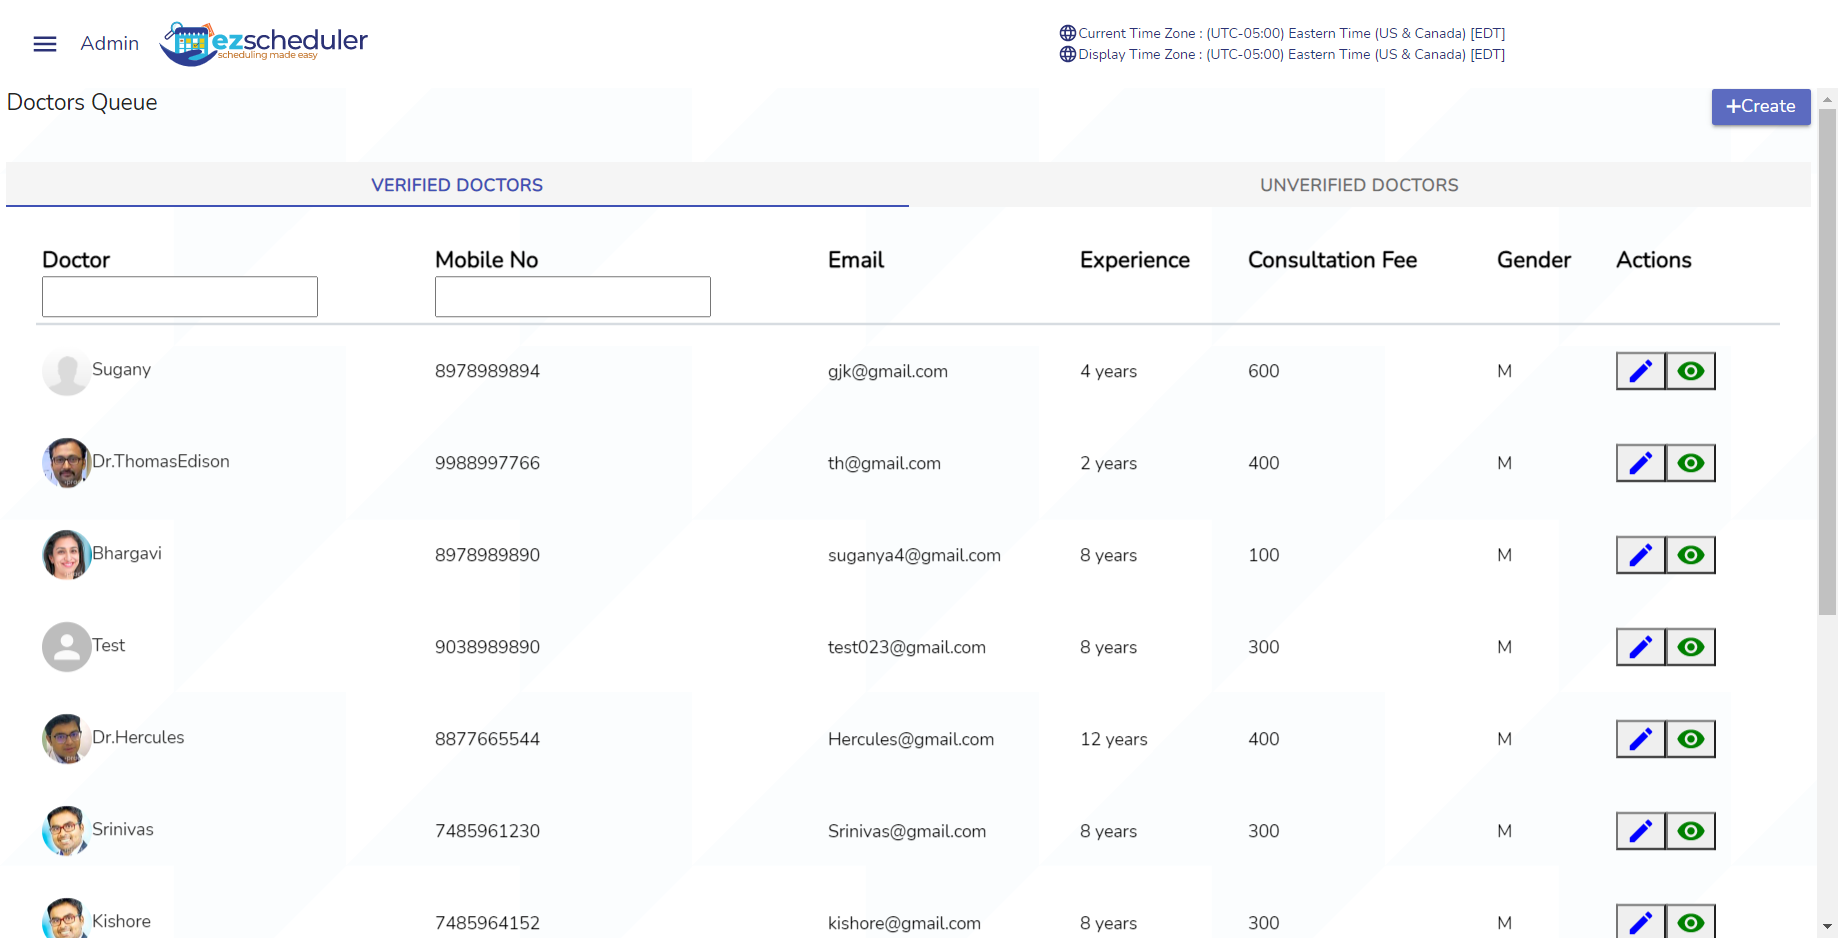 Admin
ezscheduler
scheduling made easy
Current Time Zone : (UTC-05:00) Eastern Time (US & Canada) [EDT]
Display Time Zone : (UTC-05:00) Eastern Time (US & Canada) [EDT]
Doctors Queue
+Create
VERIFIED DOCTORS UNVERIFIED DOCTORS
Doctor Mobile No Email Experience Consultation Fee Gender Actions
Sugany 8978989894 gjk@gmail.com 4 years 600 M
Dr.ThomasEdison 9988997766 th@gmail.com 2 years 400 M
Bhargavi 8978989890 suganya4@gmail.com 8 years 100 M
Test 9038989890 test023@gmail.com 8 years 300 M
Dr.Hercules 8877665544 Hercules@gmail.com 12 years 400 M
Srinivas 7485961230 Srinivas@gmail.com 8 years 300 M
Kishore 7485964152 kishore@gmail.com 8 years 300 M